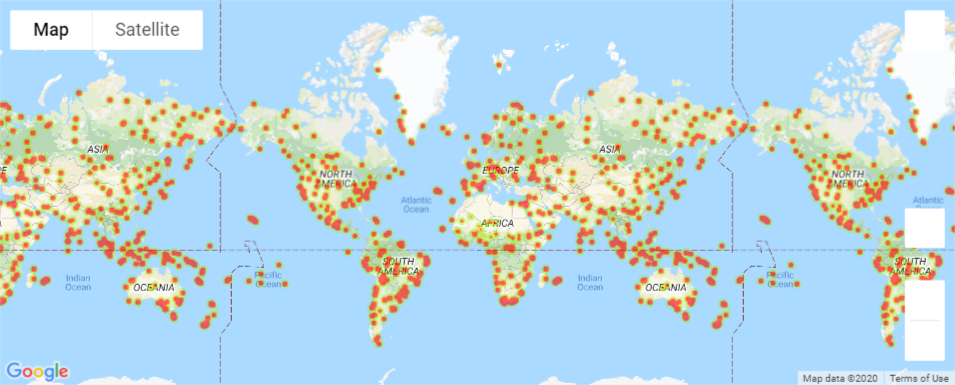 Map
Satellite
ASIA
EUROPE
ASIA
NORTH
AMERICA
NORTH
AMERICA
Atlantic
Ocean
Atlantic
Ocean
A
AFRICA
Indian
Ocean
OCEANIA
Pacific
Ocean
SOUTH
AMERICA
Indian
Ocean
OCEANIA
Pacific
Ocean
SOUTH
AMERICA
Google
Map data ©2020
Terms of Use